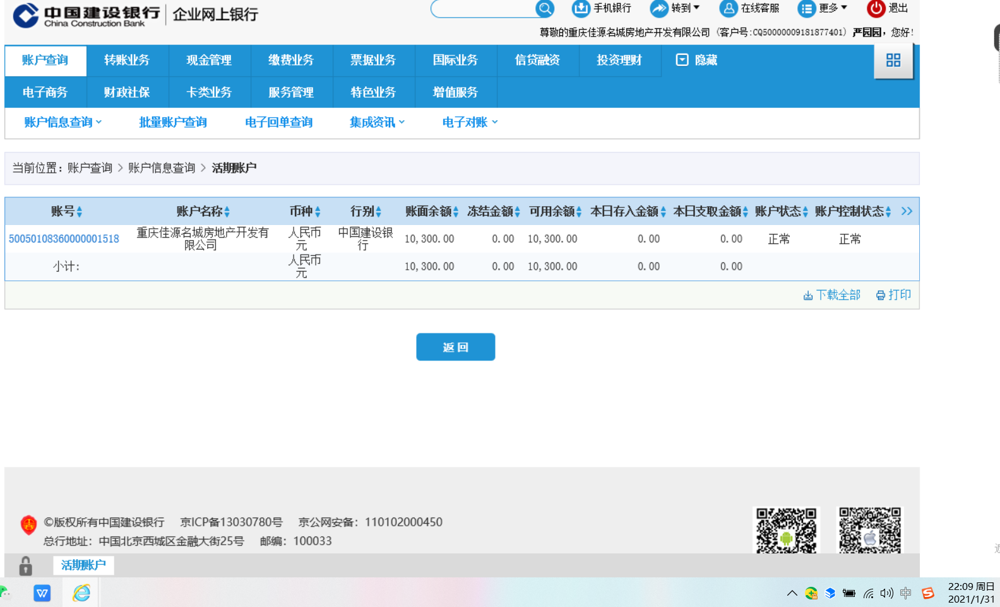 中国建设银行 企业网上银行
China Construction Bank
手机银行 转到 在线客服 更多 退出
尊敬的重庆佳源名城房地产开发有限公司（客户号:CQ50000009181877401）严园园，您好!
账户查询 转账业务 现金管理 缴费业务 票据业务 国际业务 信贷融资 投资理财 隐藏
电子商务 财政社保 卡类业务 服务管理 特色业务 增值服务
账户信息查询 批量账户查询 电子回单查询 集成资讯 电子对账
当前位置：账户查询 > 账户信息查询 > 活期账户
账号 账户名称 币种 行别 账面余额 冻结金额 可用余额 本日存入金额 本日支取金额 账户状态 账户控制状态 >>
50050108360000001518 重庆佳源名城房地产开发有限公司 人民币元 中国建设银行 10,300.00 0.00 10,300.00 0.00 0.00 正常 正常
小计: 人民币元 10,300.00 0.00 10,300.00 0.00 0.00
下载全部 打印
返回
©版权所有中国建设银行 京ICP备13030780号 京公网安备：110102000450
总行地址：中国北京西城区金融大街25号 邮编：100033
活期账户
中
22:09 周日
2021/1/31